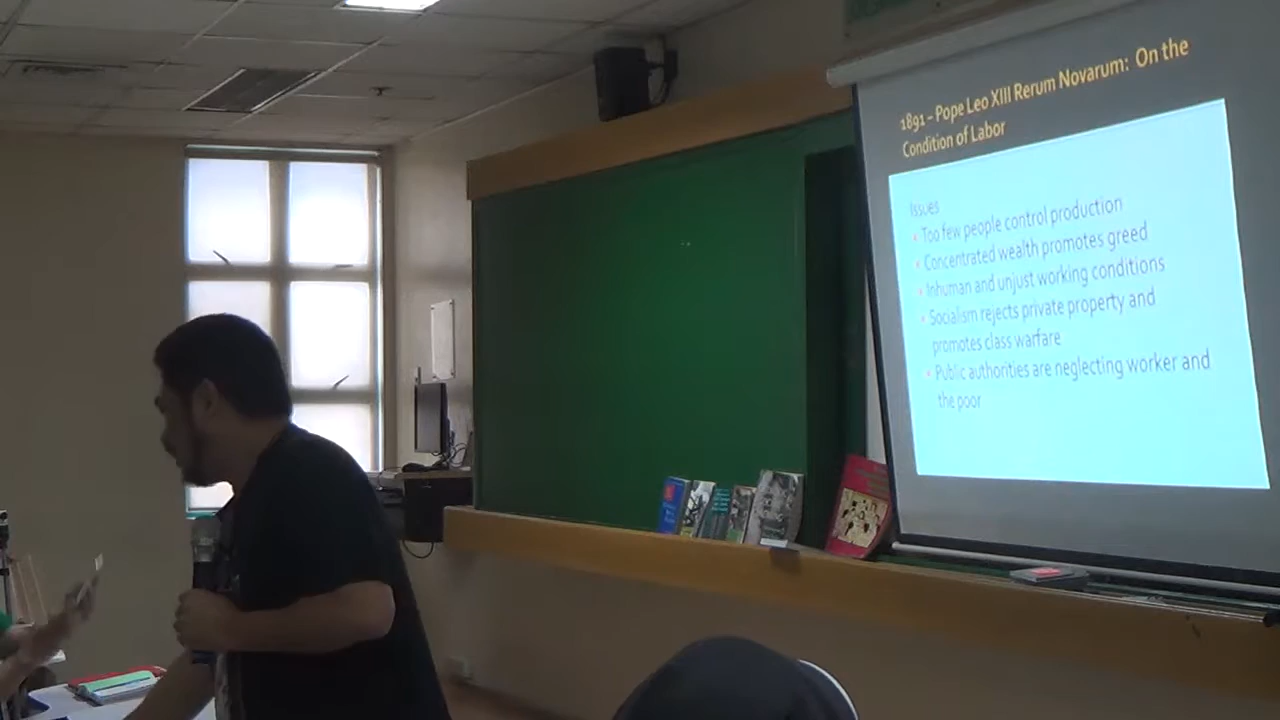 1891 – Pope Leo XIII Rerum Novarum: On the
Condition of Labor
Issues
• Too few people control production
• Concentrated wealth promotes greed
• Inhuman and unjust working conditions
• Socialism rejects private property and
promotes class warfare
• Public authorities are neglecting worker and
the poor